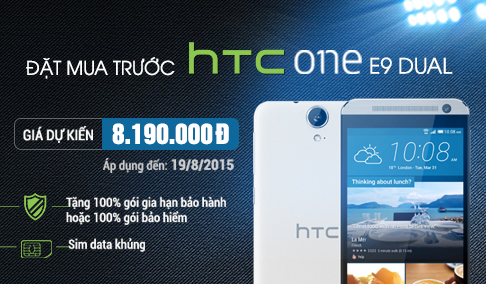 ĐẶT MUA TRƯỚC hTC one E9 DUAL
GIÁ DỰ KIẾN 8.190.000Đ
Áp dụng đến: 19/8/2015
Tặng 100% gói gia hạn bảo hành
hoặc 100% gói bảo hiểm
Sim data khủng
hTC
10:08
Thinking about lunch?